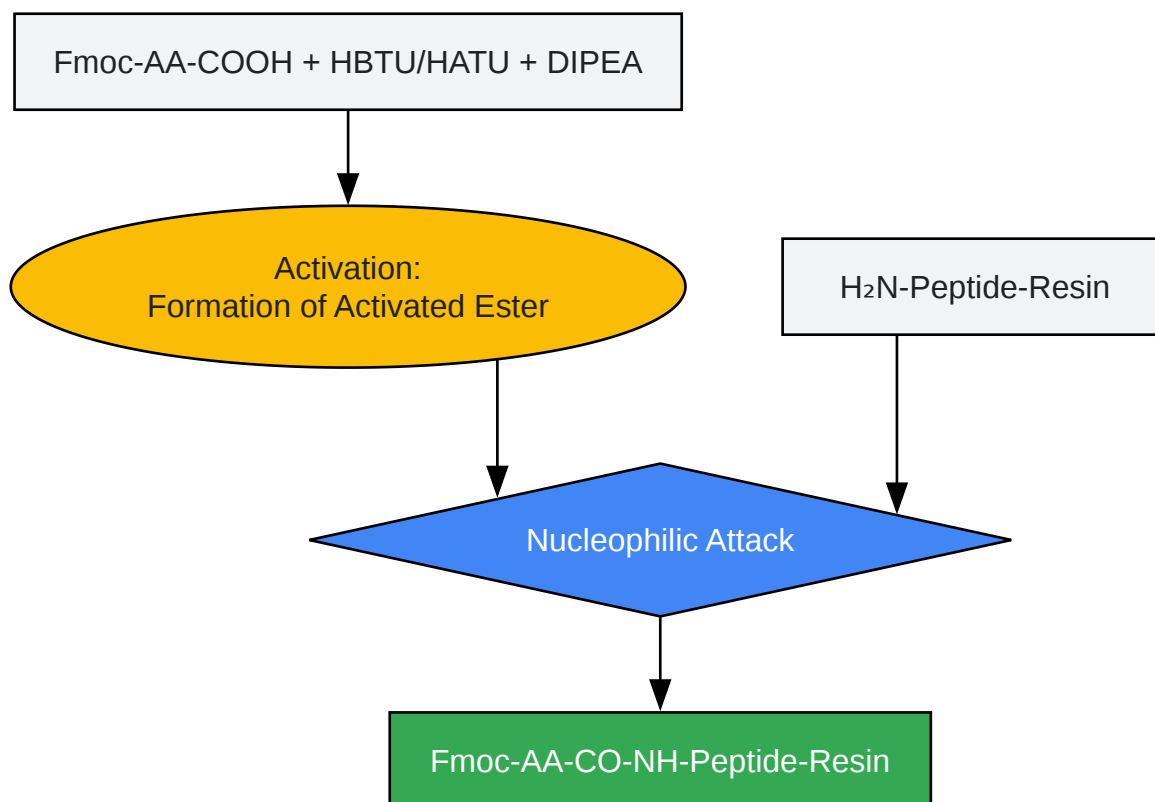 Fmoc-AA-COOH + HBTU/HATU + DIPEA
Activation:
Formation of Activated Ester
H₂N-Peptide-Resin
Nucleophilic Attack
Fmoc-AA-CO-NH-Peptide-Resin